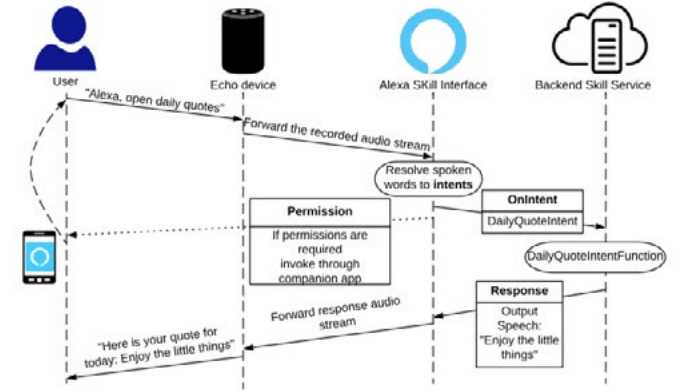 User
Echo device
Alexa SKill Interface
Backend Skill Service
"Alexa, open daily quotes"
Forward the recorded audio stream
Resolve spoken
words to intents
OnIntent
DailyQuoteIntent
Permission
If permissions are
required
invoke through
companion app
DailyQuoteIntentFunction
Response
Output
Speech:
"Enjoy the little
things"
Forward response audio
stream
"Here is your quote for
today; Enjoy the little things"